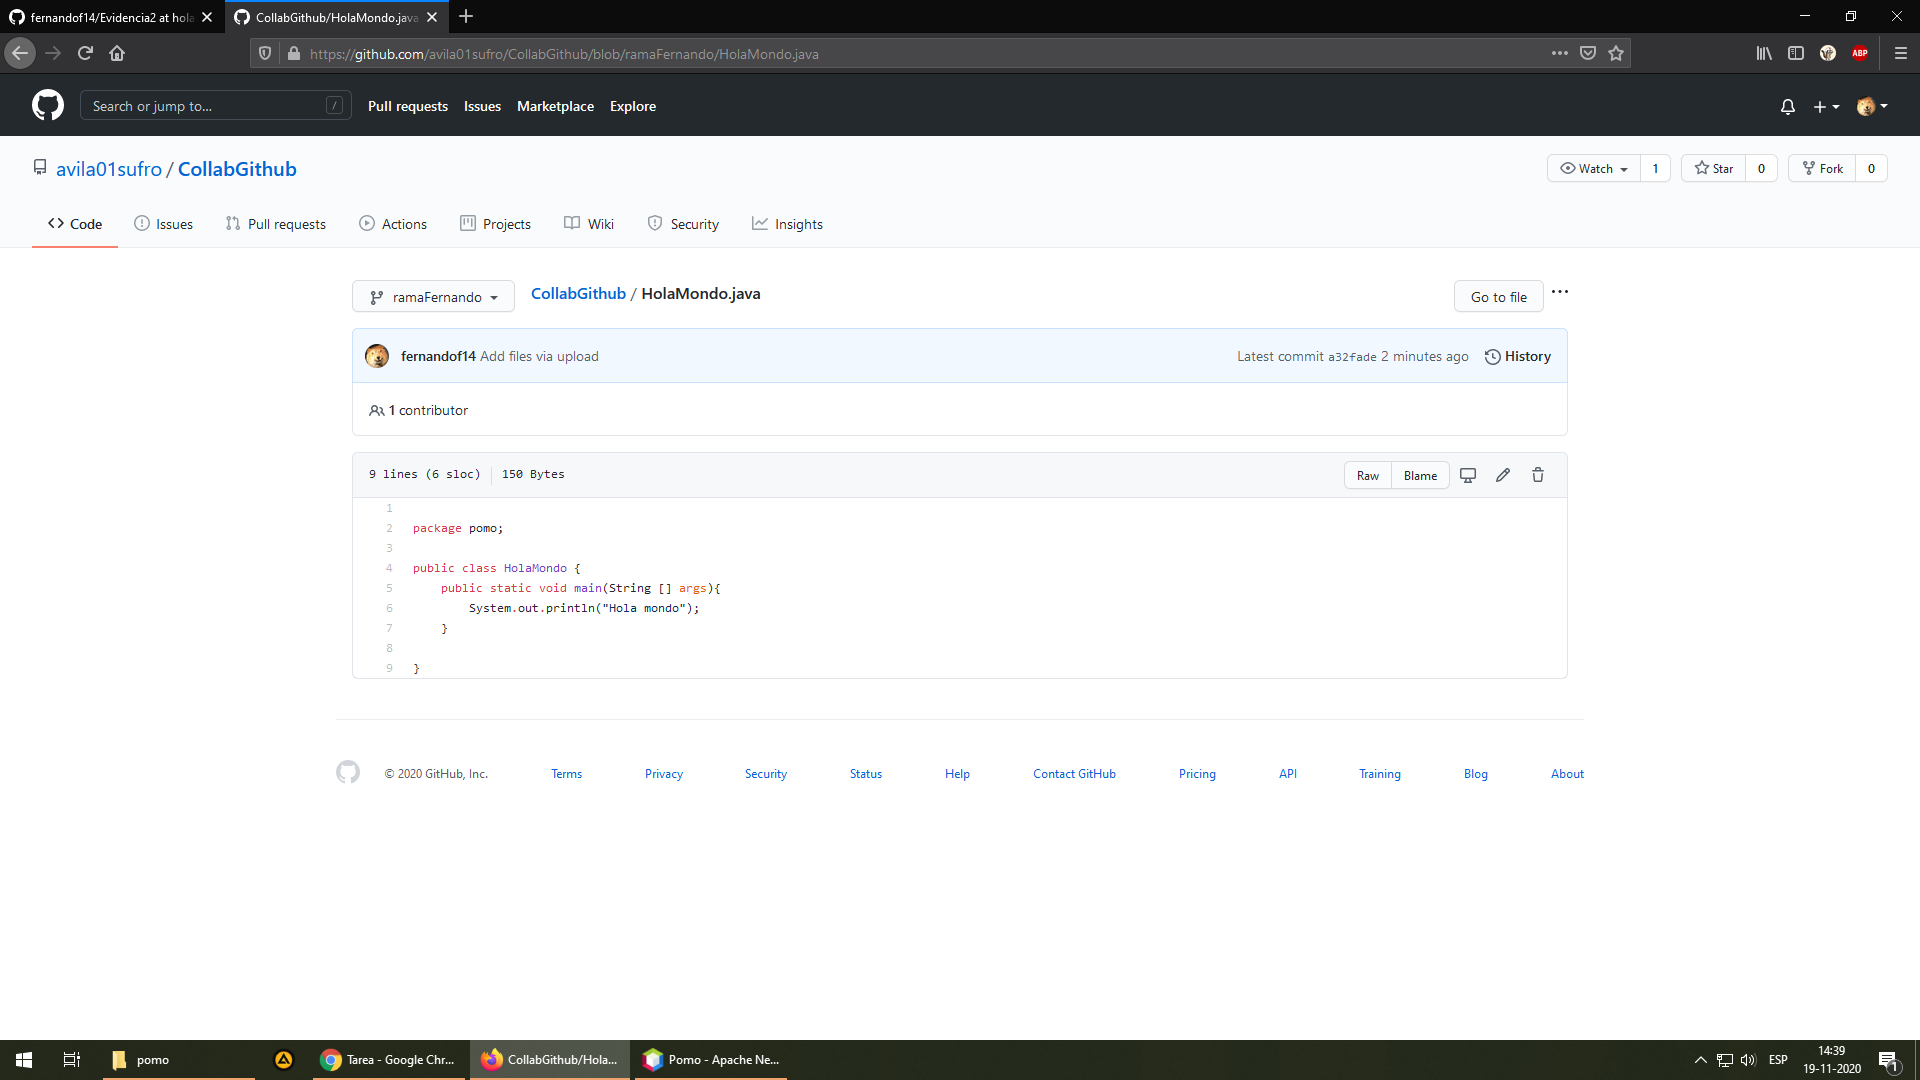 fernandof14/Evidencia2 at hola
CollabGithub/HolaMondo.java
https://github.com/avila01sufro/CollabGithub/blob/ramaFernando/HolaMondo.java
ABP
Search or jump to... /
Pull requests Issues Marketplace Explore
avila01sufro / CollabGithub
Watch 1 Star 0 Fork 0
Code Issues Pull requests Actions Projects Wiki Security Insights
ramaFernando CollabGithub / HolaMondo.java Go to file ...
fernandof14 Add files via upload Latest commit a32fade 2 minutes ago History
1 contributor
9 lines (6 sloc) 150 Bytes Raw Blame
1
2 package pomo;
3
4 public class HolaMondo {
5 public static void main(String [] args){
6 System.out.println("Hola mondo");
7 }
8
9 }
© 2020 GitHub, Inc. Terms Privacy Security Status Help Contact GitHub Pricing API Training Blog About
pomo Tarea - Google Chr... CollabGithub/Hola... Pomo - Apache Ne... ESP 14:39
19-11-2020 1